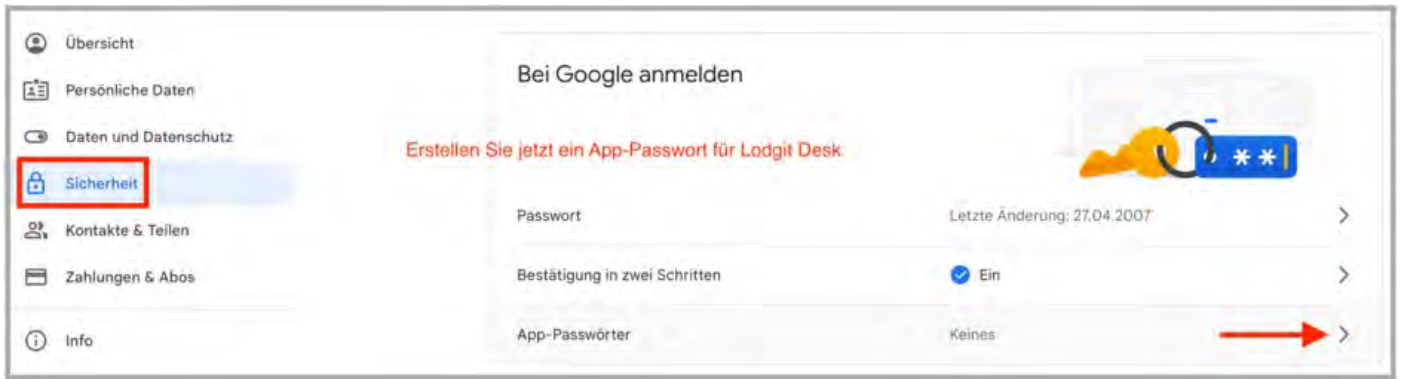 Übersicht
Persönliche Daten
Daten und Datenschutz
Sicherheit
Kontakte & Teilen
Zahlungen & Abos
Info
Bei Google anmelden
Erstellen Sie jetzt ein App-Passwort für Lodgit Desk
**
Passwort Letzte Änderung: 27.04.2007
Bestätigung in zwei Schritten Ein
App-Passwörter Keines